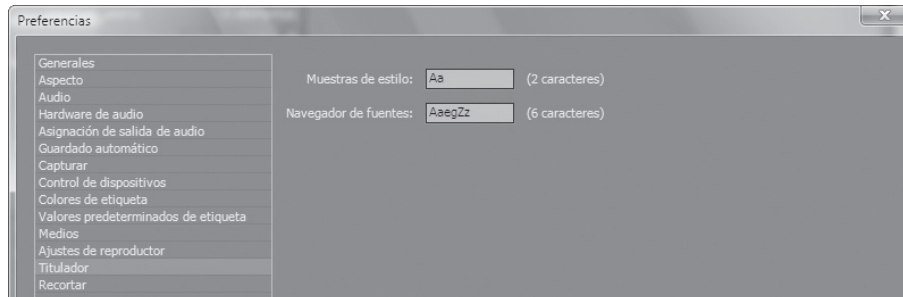 Preferencias
Generales
Aspecto
Audio
Hardware de audio
Asignación de salida de audio
Guardado automático
Capturar
Control de dispositivos
Colores de etiqueta
Valores predeterminados de etiqueta
Medios
Ajustes de reproductor
Titulador
Recortar
Muestras de estilo: Aa (2 caracteres)
Navegador de fuentes: AaegZz (6 caracteres)